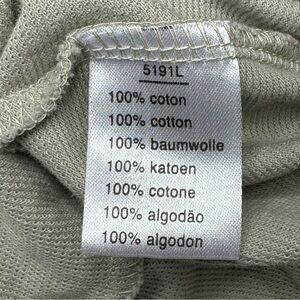 5191L
100% coton
100% cotton
100% baumwolle
100% katoen
100% cotone
100% algodão
100% algodon